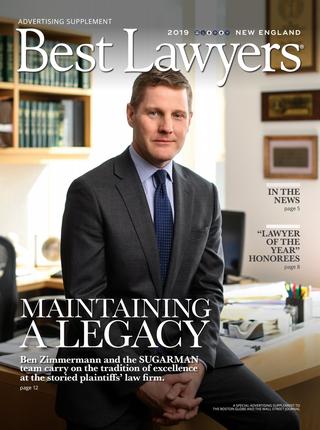 ADVERTISING SUPPLEMENT
2019 NEW ENGLAND
Best Lawyers®
IN THE
NEWS
page 5
“LAWYER
OF THE
YEAR”
HONOREES
page 8
MAINTAINING
A LEGACY
Ben Zimmermann and the SUGARMAN
team carry on the tradition of excellence
at the storied plaintiffs’ law firm.
page 12
A SPECIAL ADVERTISING SUPPLEMENT TO
THE BOSTON GLOBE AND THE WALL STREET JOURNAL